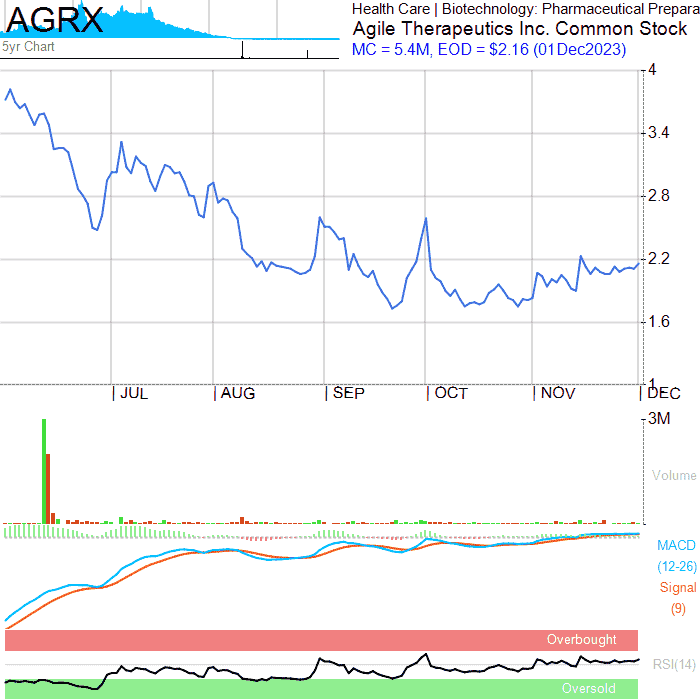 AGRX
5yr Chart
Health Care | Biotechnology: Pharmaceutical Prepara
Agile Therapeutics Inc. Common Stock
MC = 5.4M, EOD = $2.16 (01Dec2023)
4
3.4
2.8
2.2
1.6
1
JUL
AUG
SEP
OCT
NOV
DEC
3M
Volume
MACD
(12-26)
Signal
(9)
Overbought
RSI(14)
Oversold